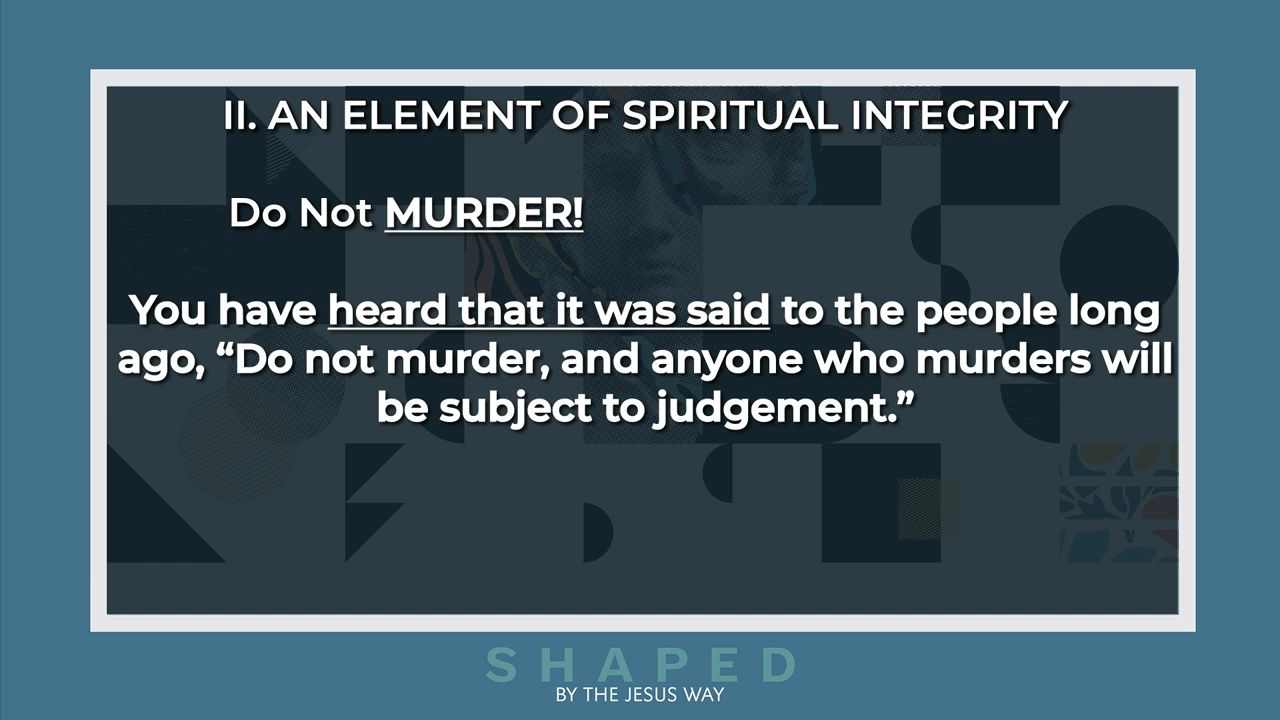 II. AN ELEMENT OF SPIRITUAL INTEGRITY
Do Not MURDER!
You have heard that it was said to the people long
ago, “Do not murder, and anyone who murders will
be subject to judgement.”
SHAPED
BY THE JESUS WAY